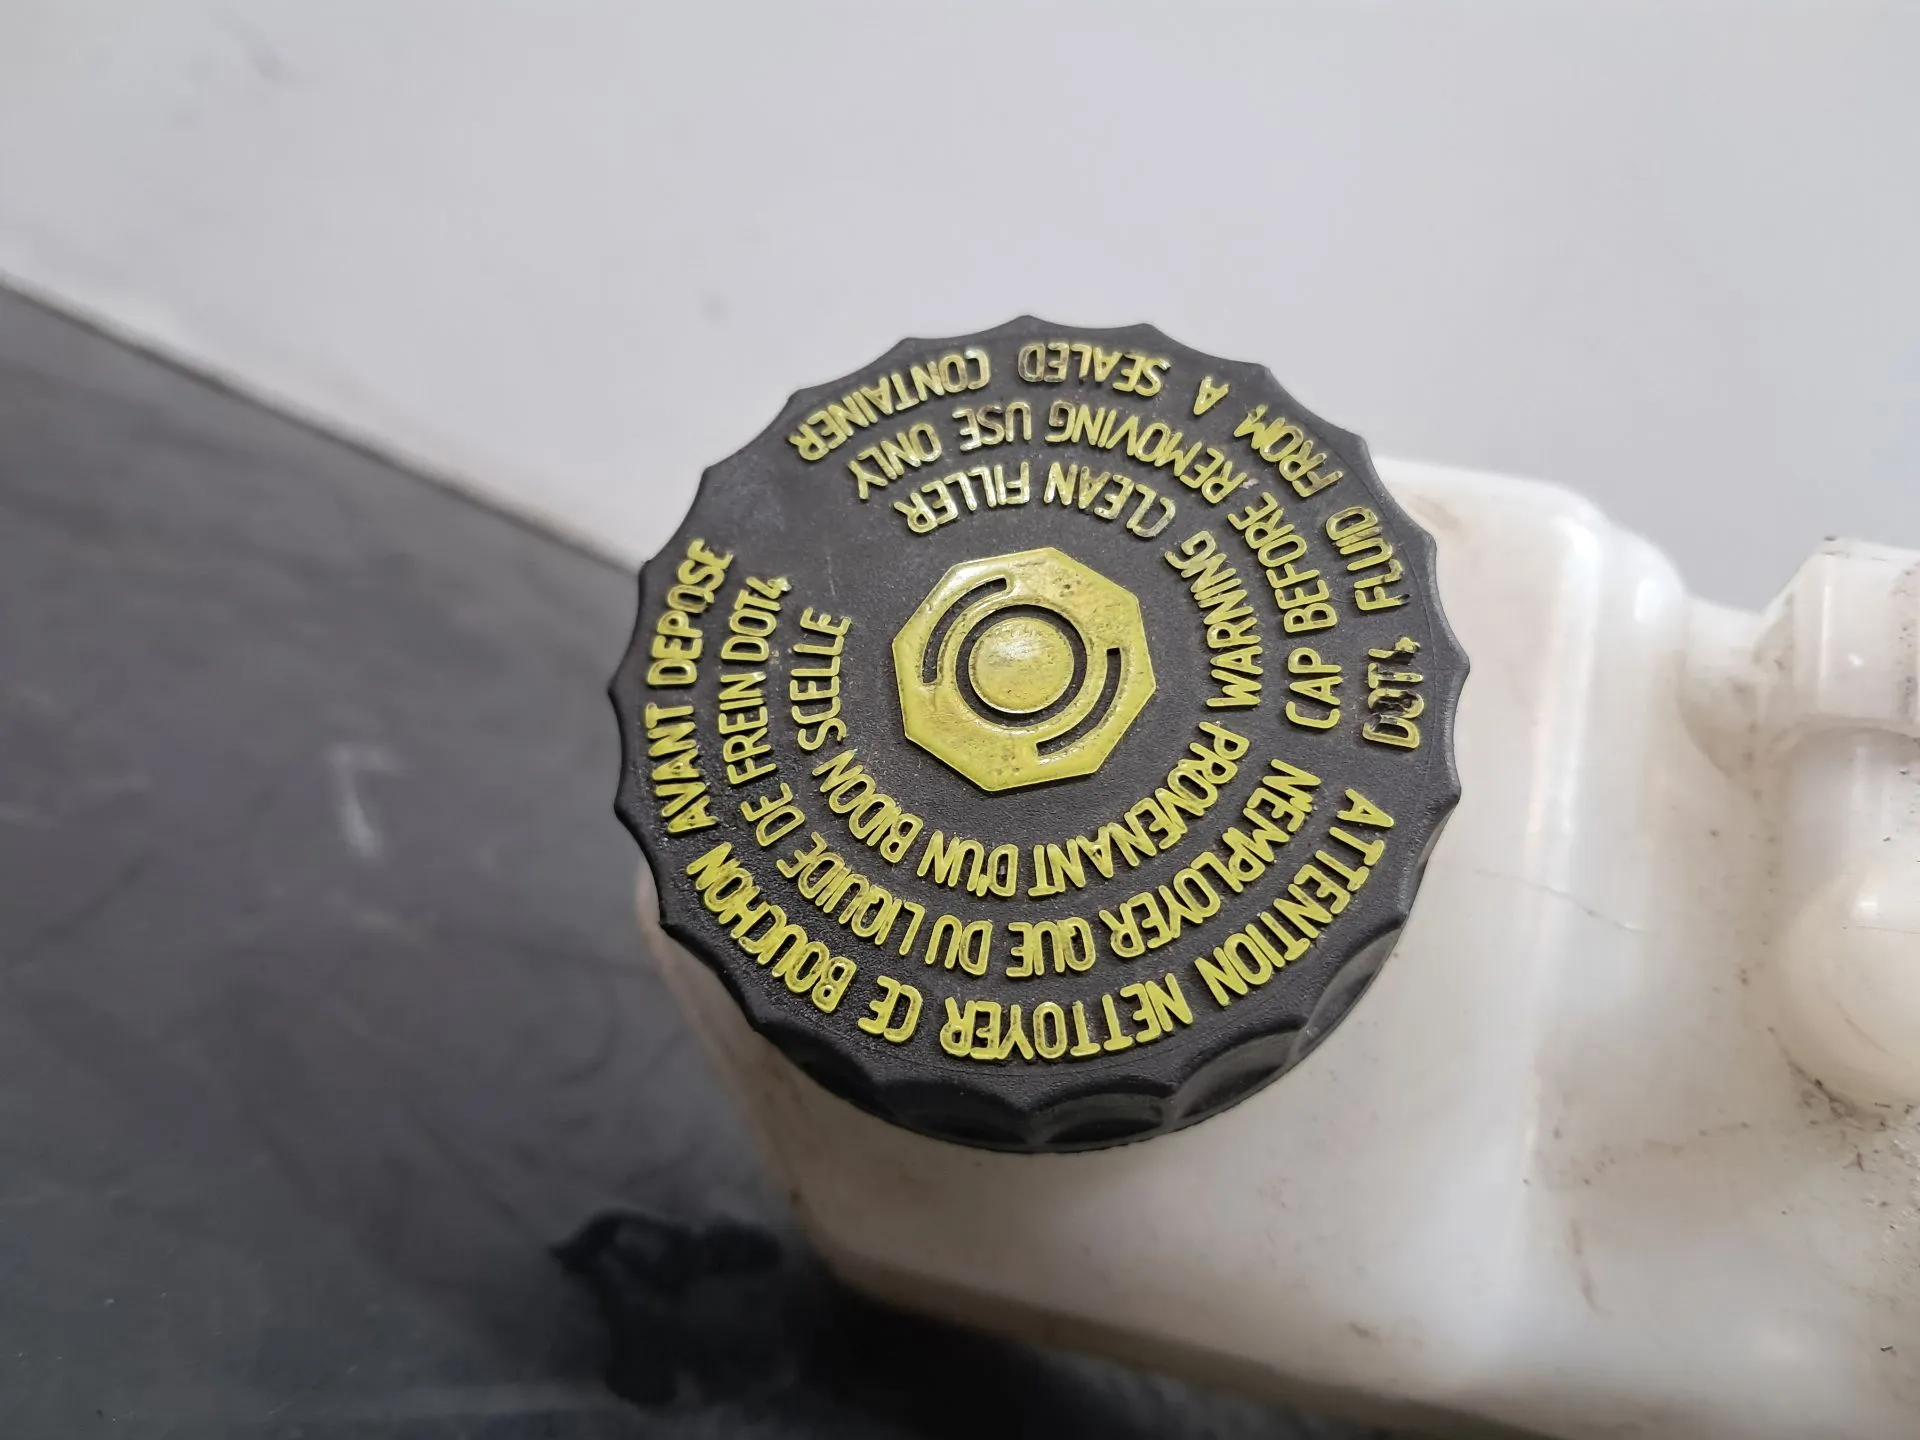 WARNING CLEAN FILLER
CAP BEFORE REMOVING USE ONLY
DOT4 FLUID FROM A SEALED CONTAINER
ATTENTION NETTOYER CE BOUCHON AVANT DEPOSE
NEMPLOYER QUE DU LIQUIDE DE FREIN DOT4
PROVENANT D'UN BIDON SCELLE